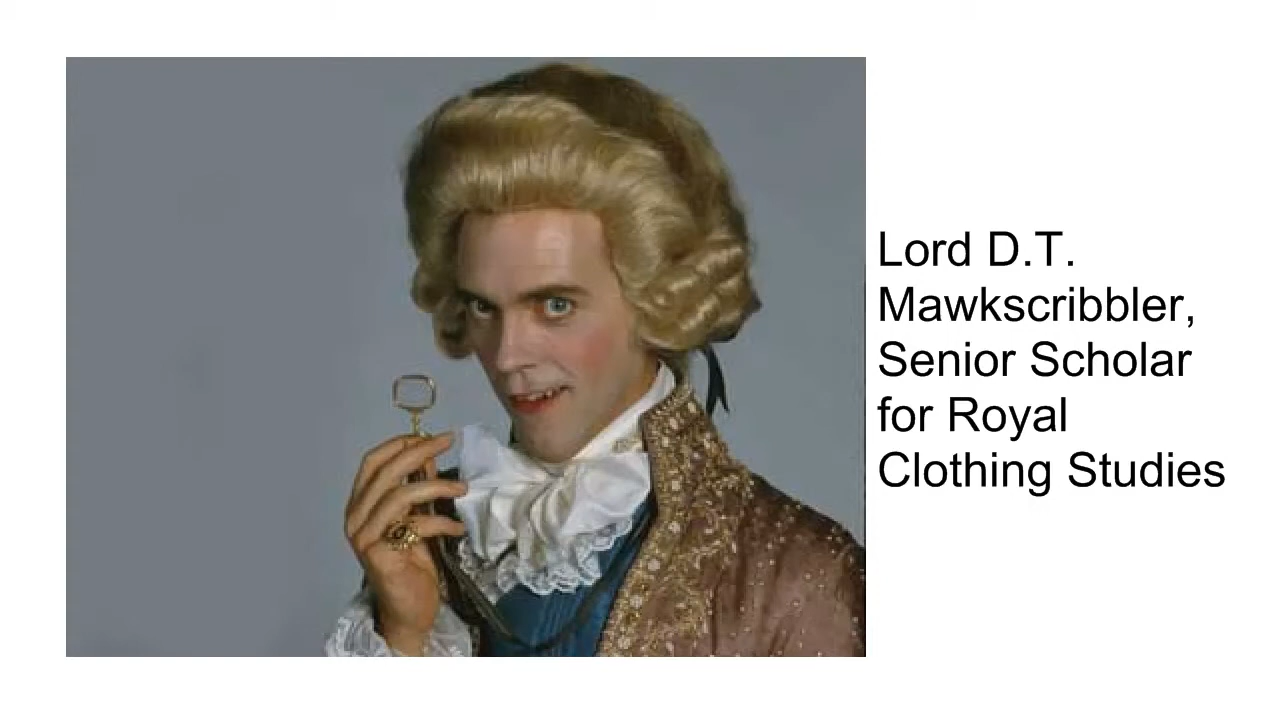 Lord D.T.
Mawkscribbler,
Senior Scholar
for Royal
Clothing Studies